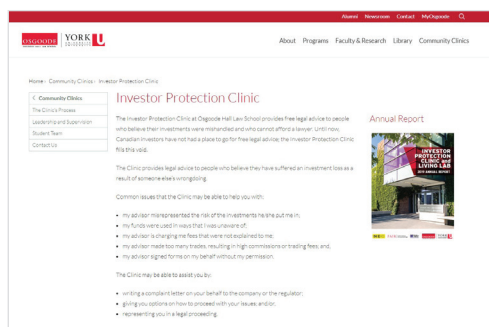 Alumni Newsroom Contact MyOsgoode
OSGOODE YORK U
About Programs Faculty & Research Library Community Clinics
Home › Community Clinics › Investor Protection Clinic
‹ Community Clinics
The Clinic's Process
Leadership and Supervision
Student Team
Contact Us
Investor Protection Clinic
The Investor Protection Clinic at Osgoode Hall Law School provides free legal advice to people
who believe their investments were mishandled and who cannot afford a lawyer. Until now,
Canadian investors have not had a place to go for free legal advice; the Investor Protection Clinic
fills this void.
The Clinic provides legal advice to people who believe they have suffered an investment loss as a
result of someone else's wrongdoing.
Common issues that the Clinic may be able to help you with:
• my advisor misrepresented the risk of the investments he/she put me in;
• my funds were used in ways that I was unaware of;
• my advisor is charging me fees that were not explained to me;
• my advisor made too many trades, resulting in high commissions or trading fees; and,
• my advisor signed forms on my behalf without my permission.
The Clinic may be able to assist you by:
• writing a complaint letter on your behalf to the company or the regulator;
• giving you options on how to proceed with your issues; and/or,
• representing you in a legal proceeding.
Annual Report
INVESTOR
PROTECTION
CLINIC and
LIVING LAB
2019 ANNUAL REPORT